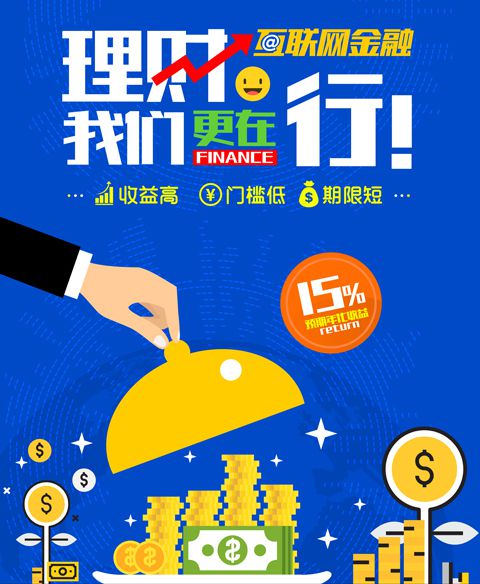 理财 @互联网金融
我们更在行!
FINANCE
··· 收益高 ¥门槛低 $期限短 ···
15%
预期年化收益
return
$
$
$
$
$